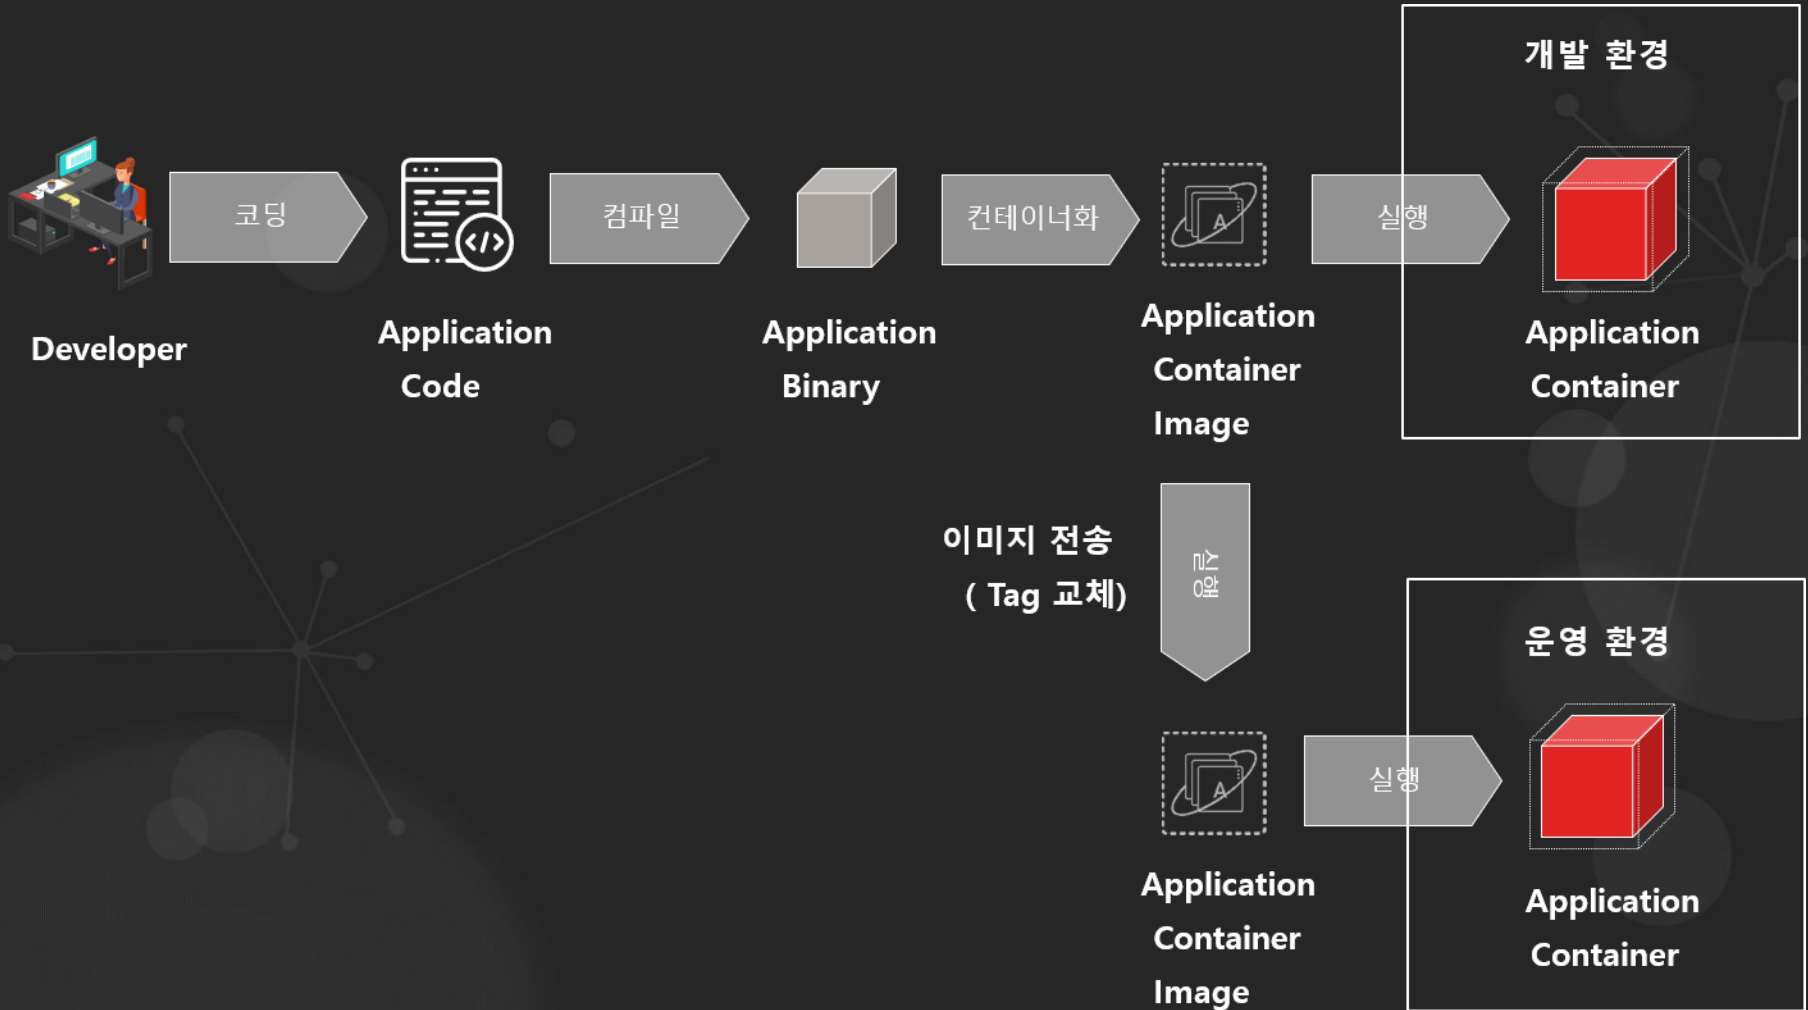 개발 환경
코딩
컴파일
컨테이너화
실행
Developer
Application
Code
Application
Binary
Application
Container
Image
Application
Container
이미지 전송
( Tag 교체)
실행
운영 환경
실행
Application
Container
Image
Application
Container
A
A